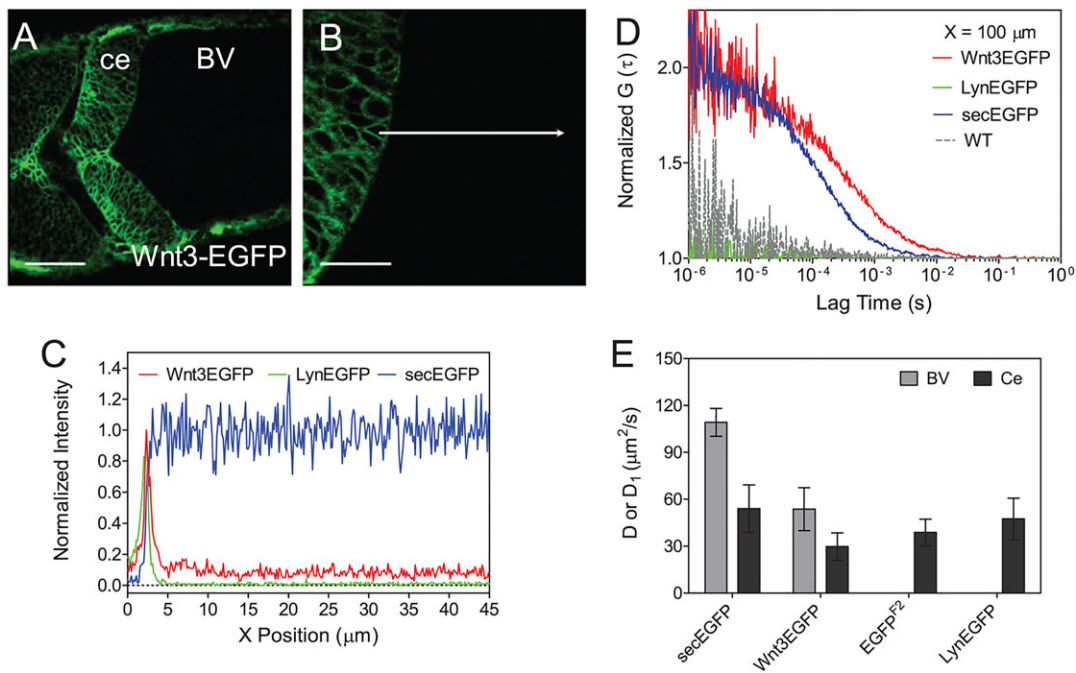 A
ce
BV
Wnt3-EGFP
B
C
Wnt3EGFP
LynEGFP
secEGFP
Normalized Intensity
1.4
1.2
1.0
0.8
0.6
0.4
0.2
0.0
0 5 10 15 20 25 30 35 40 45
X Position (μm)
D
X = 100 μm
Wnt3EGFP
LynEGFP
secEGFP
WT
Normalized G (τ)
2.0
1.5
1.0
10⁻⁶ 10⁻⁵ 10⁻⁴ 10⁻³ 10⁻² 10⁻¹ 10⁰
Lag Time (s)
E
BV Ce
D or D₁ (μm²/s)
150
120
90
60
30
0
secEGFP
Wnt3EGFP
EGFP^F2
LynEGFP